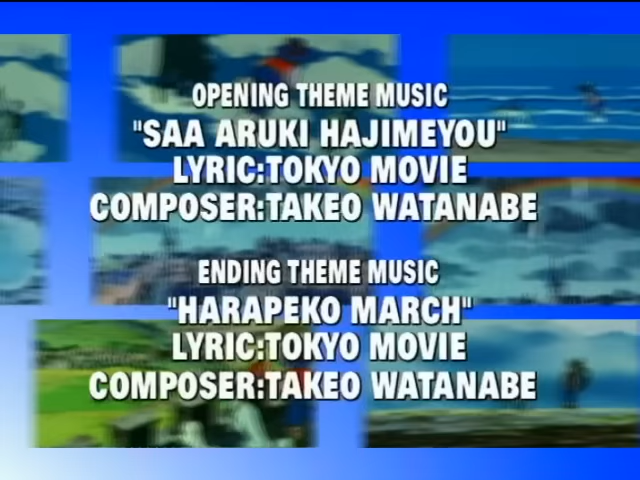 OPENING THEME MUSIC
"SAA ARUKI HAJIMEYOU"
LYRIC:TOKYO MOVIE
COMPOSER:TAKEO WATANABE
ENDING THEME MUSIC
"HARAPEKO MARCH"
LYRIC:TOKYO MOVIE
COMPOSER:TAKEO WATANABE